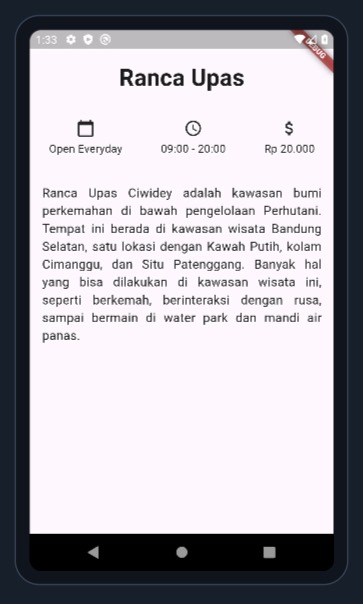 1:33
DEBUG
Ranca Upas
Open Everyday
09:00 - 20:00
Rp 20.000
Ranca Upas Ciwidey adalah kawasan bumi
perkemahan di bawah pengelolaan Perhutani.
Tempat ini berada di kawasan wisata Bandung
Selatan, satu lokasi dengan Kawah Putih, kolam
Cimanggu, dan Situ Patenggang. Banyak hal
yang bisa dilakukan di kawasan wisata ini,
seperti berkemah, berinteraksi dengan rusa,
sampai bermain di water park dan mandi air
panas.